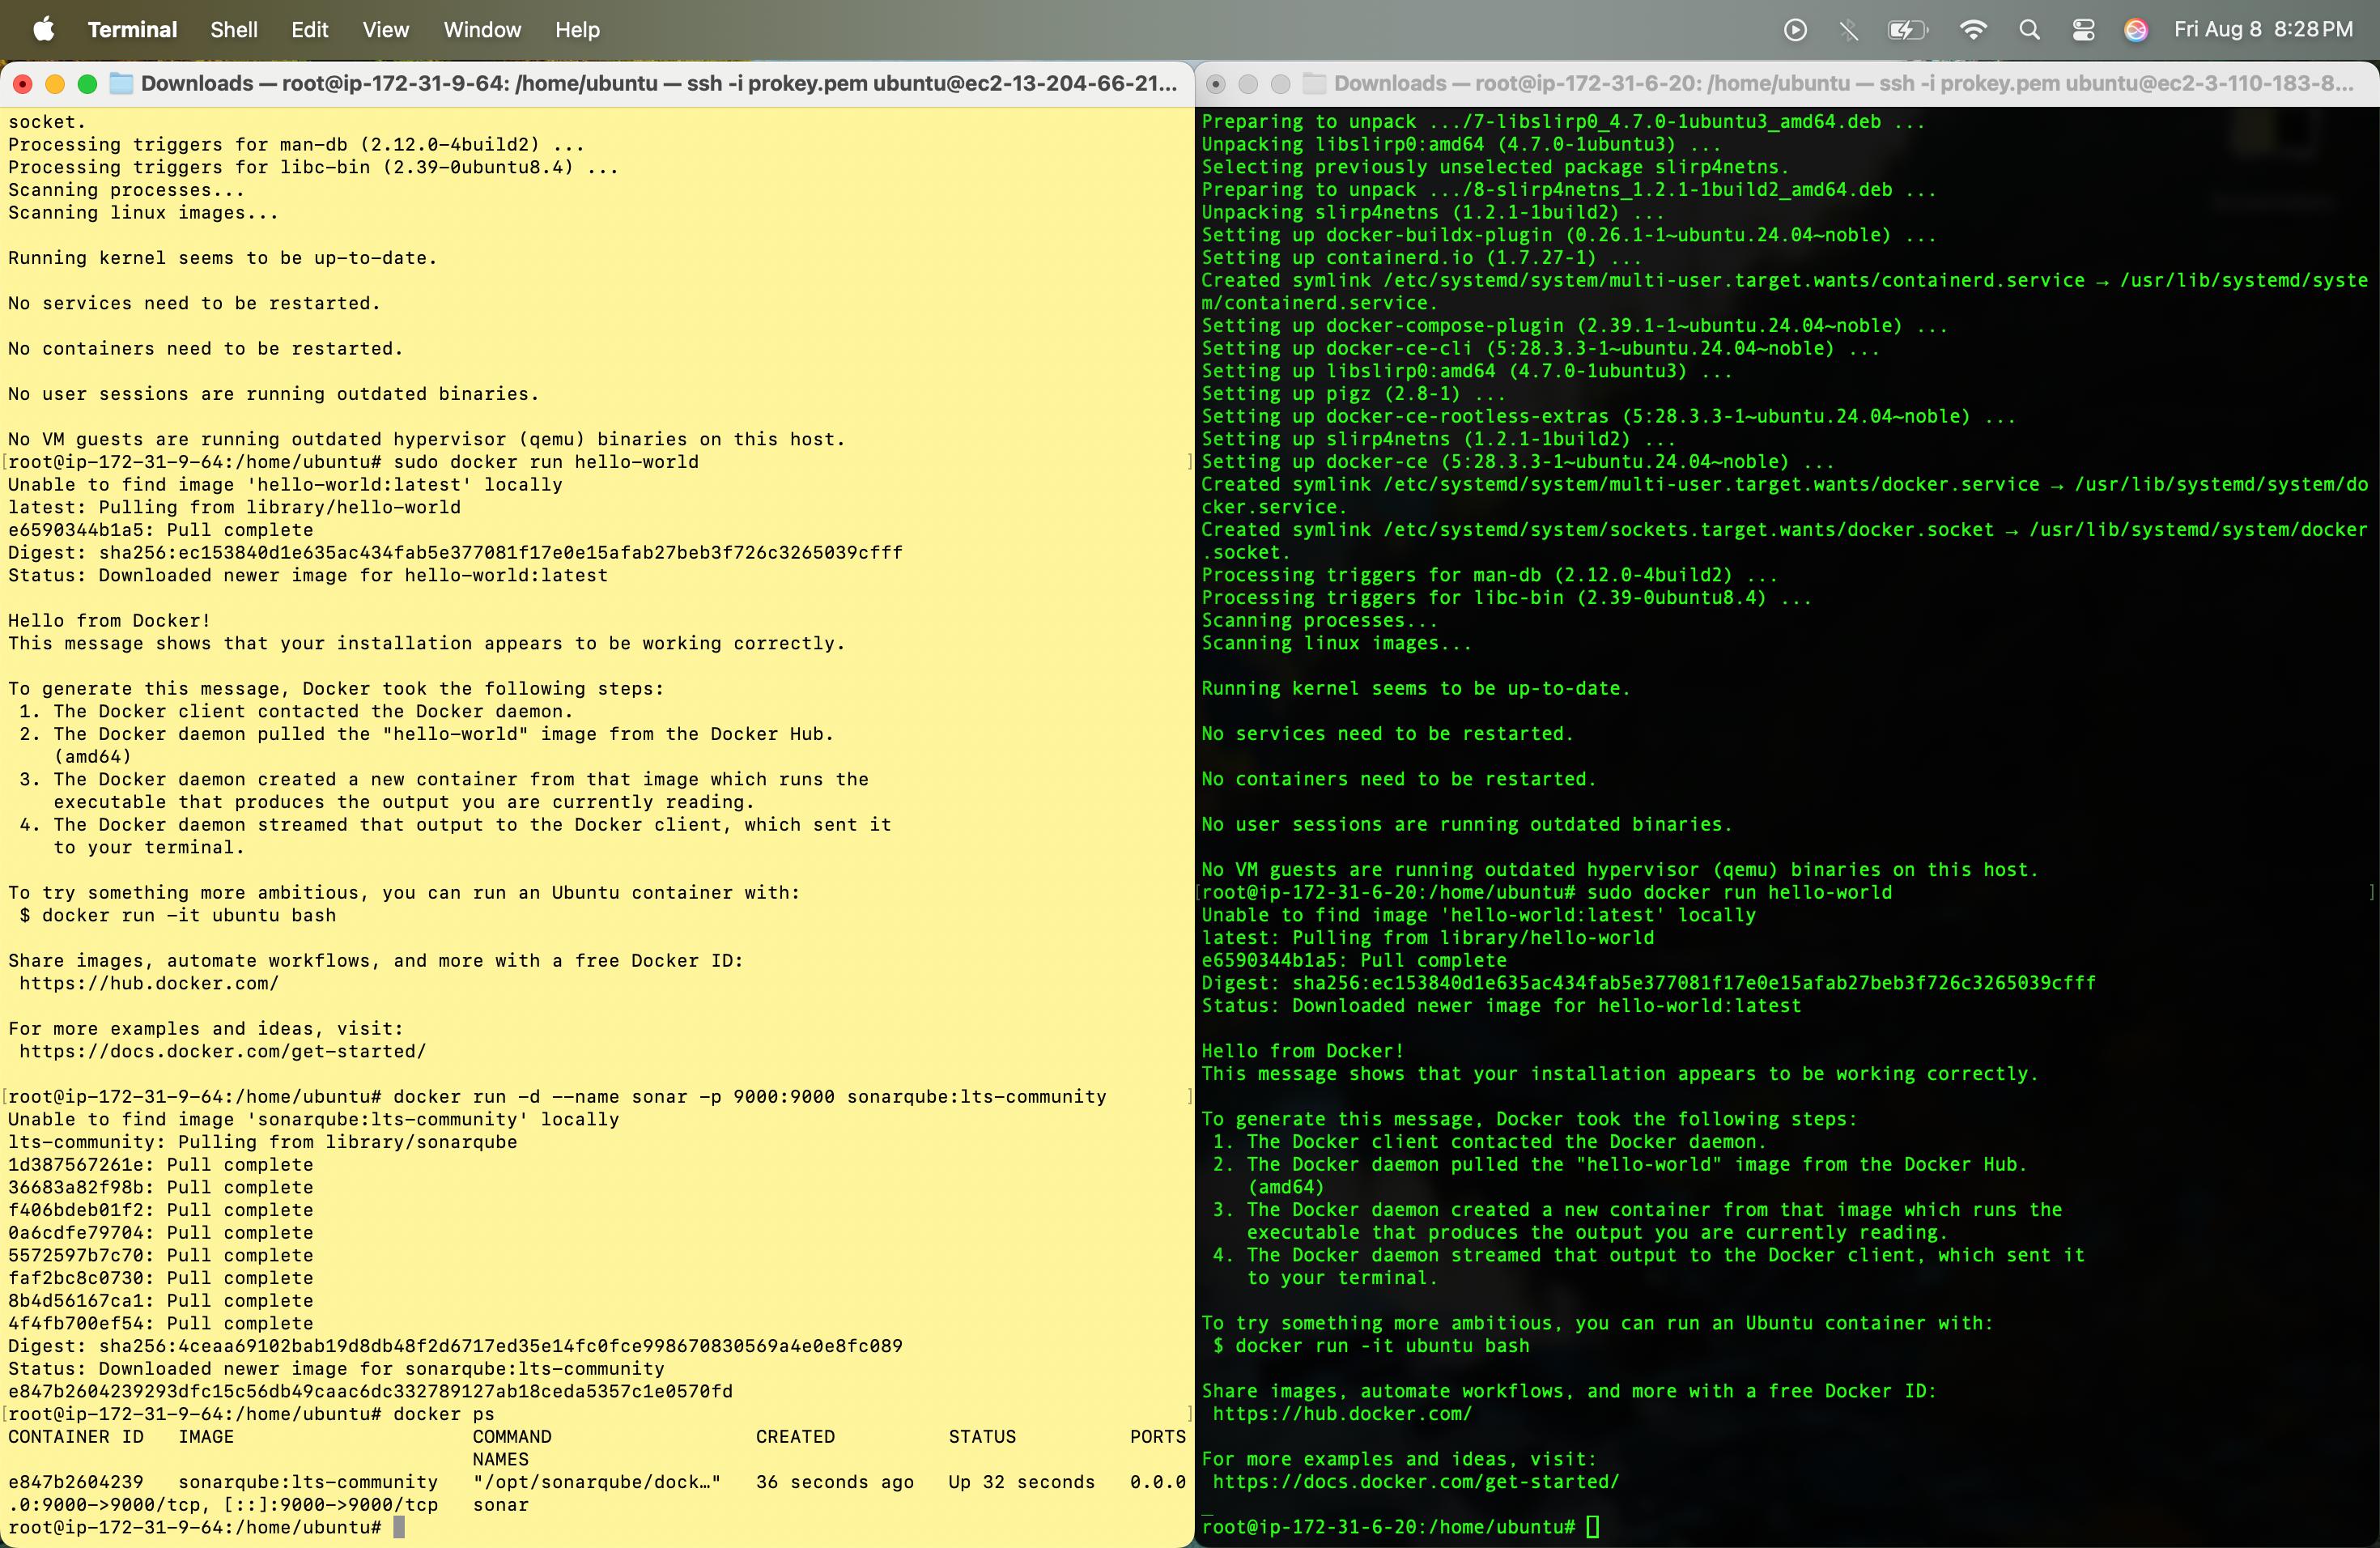 Terminal Shell Edit View Window Help Fri Aug 8 8:28 PM
Downloads — root@ip-172-31-9-64: /home/ubuntu — ssh -i prokey.pem ubuntu@ec2-13-204-66-21...
socket.
Processing triggers for man-db (2.12.0-4build2) ...
Processing triggers for libc-bin (2.39-0ubuntu8.4) ...
Scanning processes...
Scanning linux images...
Running kernel seems to be up-to-date.
No services need to be restarted.
No containers need to be restarted.
No user sessions are running outdated binaries.
No VM guests are running outdated hypervisor (qemu) binaries on this host.
[root@ip-172-31-9-64:/home/ubuntu# sudo docker run hello-world ]
Unable to find image 'hello-world:latest' locally
latest: Pulling from library/hello-world
e6590344b1a5: Pull complete
Digest: sha256:ec153840d1e635ac434fab5e377081f17e0e15afab27beb3f726c3265039cfff
Status: Downloaded newer image for hello-world:latest
Hello from Docker!
This message shows that your installation appears to be working correctly.
To generate this message, Docker took the following steps:
1. The Docker client contacted the Docker daemon.
2. The Docker daemon pulled the "hello-world" image from the Docker Hub.
(amd64)
3. The Docker daemon created a new container from that image which runs the
executable that produces the output you are currently reading.
4. The Docker daemon streamed that output to the Docker client, which sent it
to your terminal.
To try something more ambitious, you can run an Ubuntu container with:
$ docker run -it ubuntu bash
Share images, automate workflows, and more with a free Docker ID:
https://hub.docker.com/
For more examples and ideas, visit:
https://docs.docker.com/get-started/
[root@ip-172-31-9-64:/home/ubuntu# docker run -d --name sonar -p 9000:9000 sonarqube:lts-community ]
Unable to find image 'sonarqube:lts-community' locally
lts-community: Pulling from library/sonarqube
1d387567261e: Pull complete
36683a82f98b: Pull complete
f406bdeb01f2: Pull complete
0a6cdfe79704: Pull complete
5572597b7c70: Pull complete
faf2bc8c0730: Pull complete
8b4d56167ca1: Pull complete
4f4fb700ef54: Pull complete
Digest: sha256:4ceaa69102bab19d8db48f2d6717ed35e14fc0fce998670830569a4e0e8fc089
Status: Downloaded newer image for sonarqube:lts-community
e847b2604239293dfc15c56db49caac6dc332789127ab18ceda5357c1e0570fd
[root@ip-172-31-9-64:/home/ubuntu# docker ps ]
CONTAINER ID IMAGE COMMAND CREATED STATUS PORTS
NAMES
e847b2604239 sonarqube:lts-community "/opt/sonarqube/dock…" 36 seconds ago Up 32 seconds 0.0.0
.0:9000->9000/tcp, [::]:9000->9000/tcp sonar
root@ip-172-31-9-64:/home/ubuntu#
Downloads — root@ip-172-31-6-20: /home/ubuntu — ssh -i prokey.pem ubuntu@ec2-3-110-183-8...
Preparing to unpack .../7-libslirp0_4.7.0-1ubuntu3_amd64.deb ...
Unpacking libslirp0:amd64 (4.7.0-1ubuntu3) ...
Selecting previously unselected package slirp4netns.
Preparing to unpack .../8-slirp4netns_1.2.1-1build2_amd64.deb ...
Unpacking slirp4netns (1.2.1-1build2) ...
Setting up docker-buildx-plugin (0.26.1-1~ubuntu.24.04~noble) ...
Setting up containerd.io (1.7.27-1) ...
Created symlink /etc/systemd/system/multi-user.target.wants/containerd.service → /usr/lib/systemd/syste
m/containerd.service.
Setting up docker-compose-plugin (2.39.1-1~ubuntu.24.04~noble) ...
Setting up docker-ce-cli (5:28.3.3-1~ubuntu.24.04~noble) ...
Setting up libslirp0:amd64 (4.7.0-1ubuntu3) ...
Setting up pigz (2.8-1) ...
Setting up docker-ce-rootless-extras (5:28.3.3-1~ubuntu.24.04~noble) ...
Setting up slirp4netns (1.2.1-1build2) ...
Setting up docker-ce (5:28.3.3-1~ubuntu.24.04~noble) ...
Created symlink /etc/systemd/system/multi-user.target.wants/docker.service → /usr/lib/systemd/system/do
cker.service.
Created symlink /etc/systemd/system/sockets.target.wants/docker.socket → /usr/lib/systemd/system/docker
.socket.
Processing triggers for man-db (2.12.0-4build2) ...
Processing triggers for libc-bin (2.39-0ubuntu8.4) ...
Scanning processes...
Scanning linux images...
Running kernel seems to be up-to-date.
No services need to be restarted.
No containers need to be restarted.
No user sessions are running outdated binaries.
No VM guests are running outdated hypervisor (qemu) binaries on this host.
[root@ip-172-31-6-20:/home/ubuntu# sudo docker run hello-world ]
Unable to find image 'hello-world:latest' locally
latest: Pulling from library/hello-world
e6590344b1a5: Pull complete
Digest: sha256:ec153840d1e635ac434fab5e377081f17e0e15afab27beb3f726c3265039cfff
Status: Downloaded newer image for hello-world:latest
Hello from Docker!
This message shows that your installation appears to be working correctly.
To generate this message, Docker took the following steps:
1. The Docker client contacted the Docker daemon.
2. The Docker daemon pulled the "hello-world" image from the Docker Hub.
(amd64)
3. The Docker daemon created a new container from that image which runs the
executable that produces the output you are currently reading.
4. The Docker daemon streamed that output to the Docker client, which sent it
to your terminal.
To try something more ambitious, you can run an Ubuntu container with:
$ docker run -it ubuntu bash
Share images, automate workflows, and more with a free Docker ID:
https://hub.docker.com/
For more examples and ideas, visit:
https://docs.docker.com/get-started/
root@ip-172-31-6-20:/home/ubuntu#